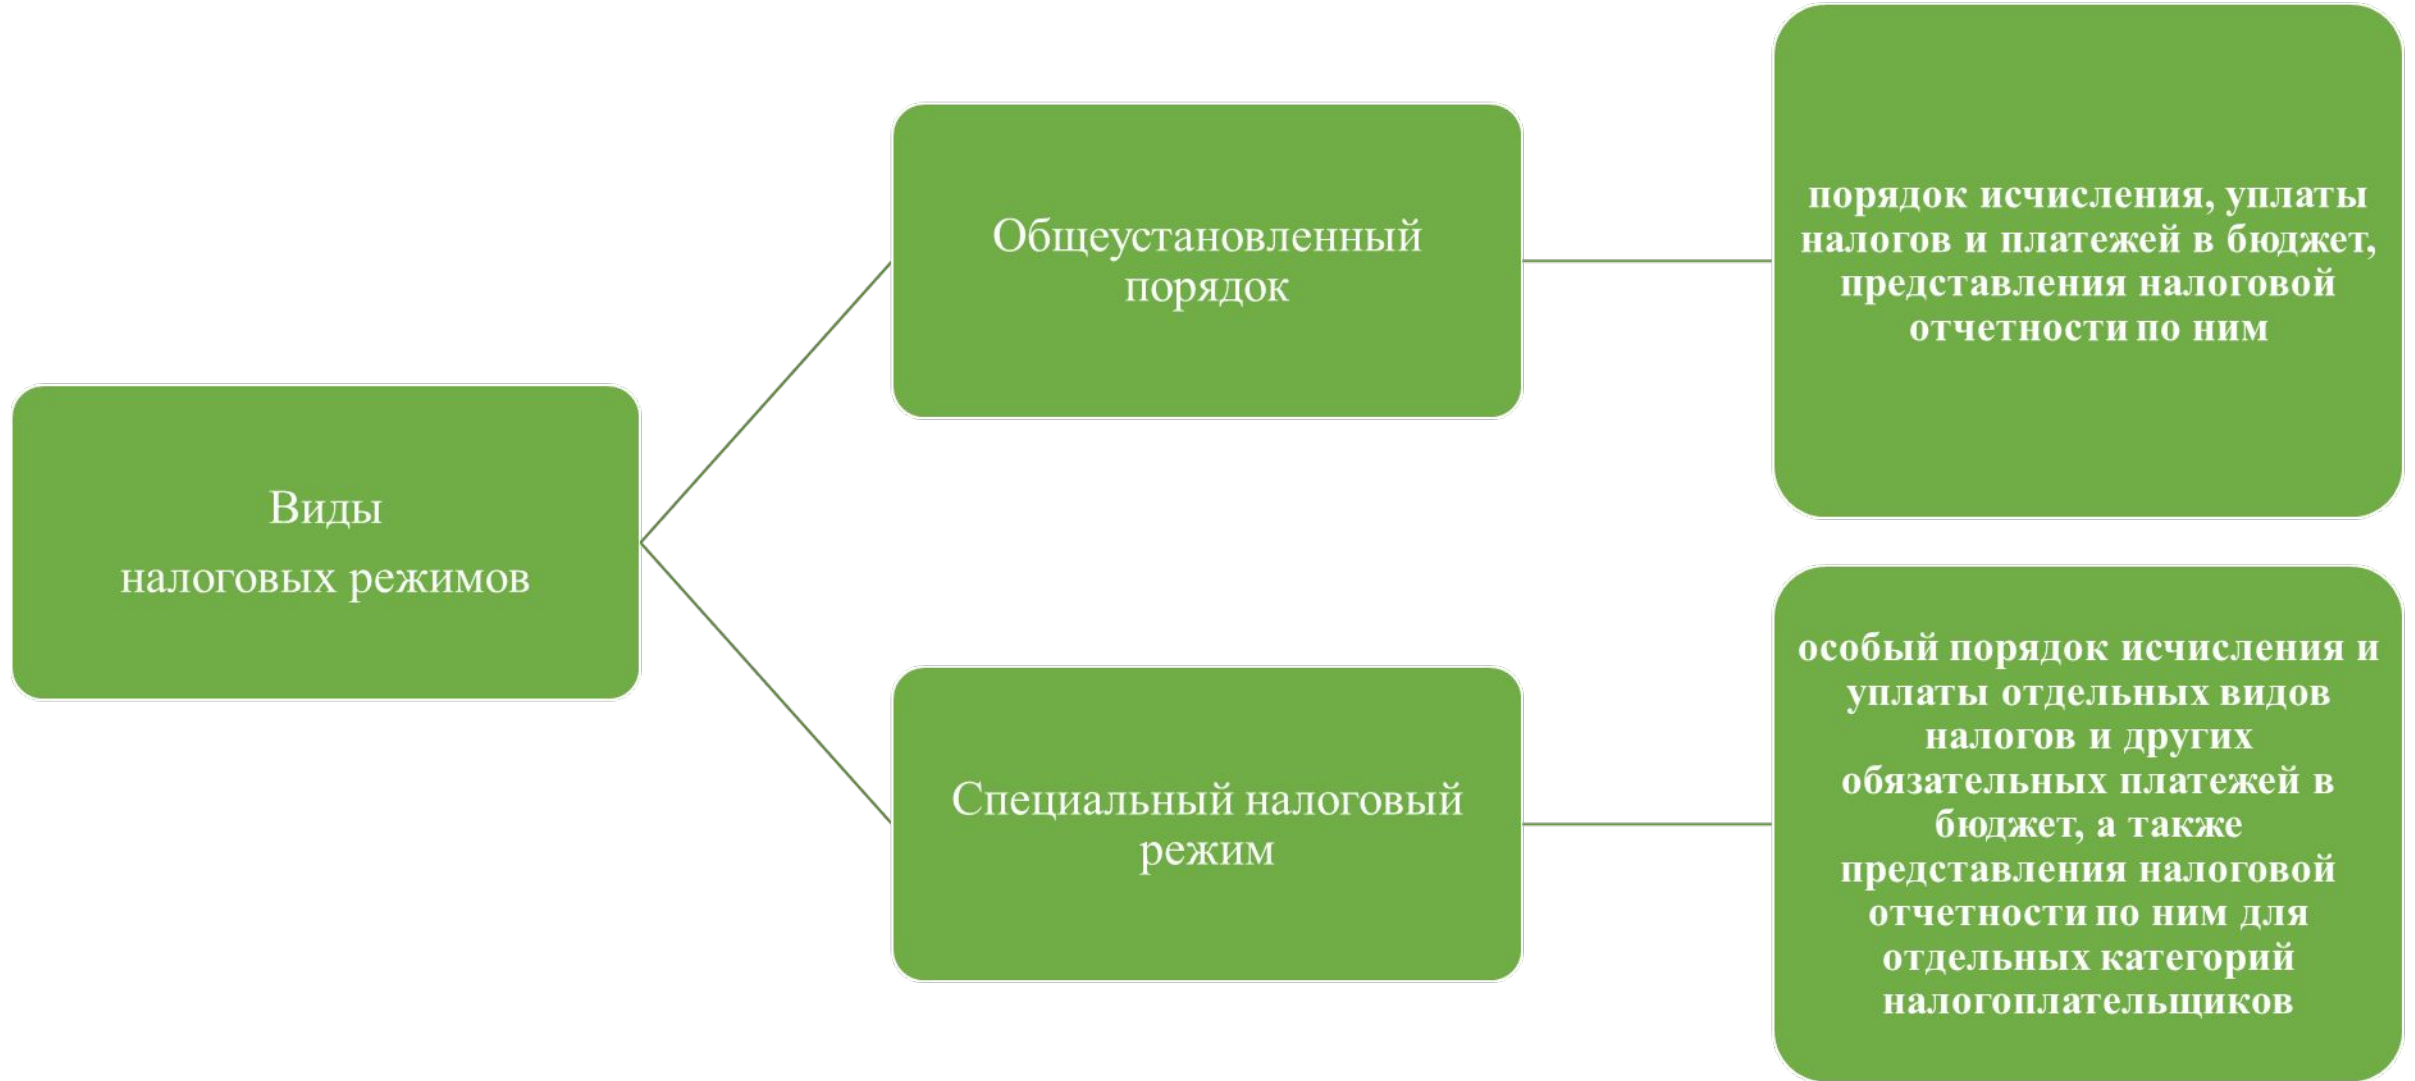 Виды
налоговых режимов
Общеустановленный
порядок
порядок исчисления, уплаты
налогов и платежей в бюджет,
представления налоговой
отчетности по ним
Специальный налоговый
режим
особый порядок исчисления и
уплаты отдельных видов
налогов и других
обязательных платежей в
бюджет, а также
представления налоговой
отчетности по ним для
отдельных категорий
налогоплательщиков